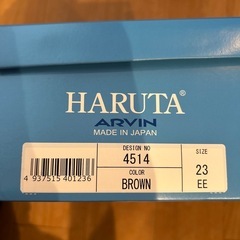 HARUTA®
ARVIN
MADE IN JAPAN
DESIGN NO
4514
SIZE
23
EE
COLOR
BROWN
4 937515 401236